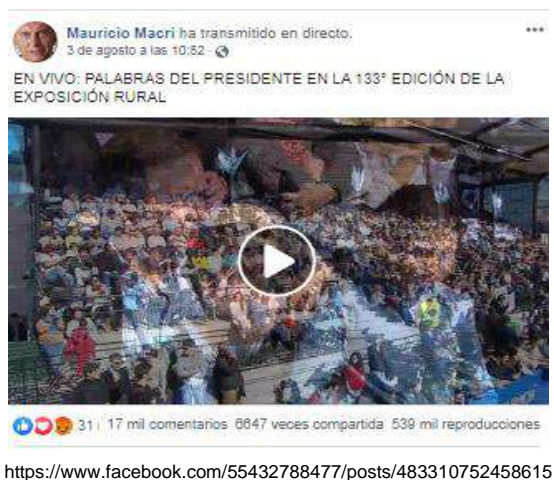 Mauricio Macri ha transmitido en directo.
3 de agosto a las 10:52 ·
EN VIVO: PALABRAS DEL PRESIDENTE EN LA 133° EDICIÓN DE LA
EXPOSICIÓN RURAL
31 17 mil comentarios 6647 veces compartida 539 mil reproducciones
https://www.facebook.com/55432788477/posts/483310752458615